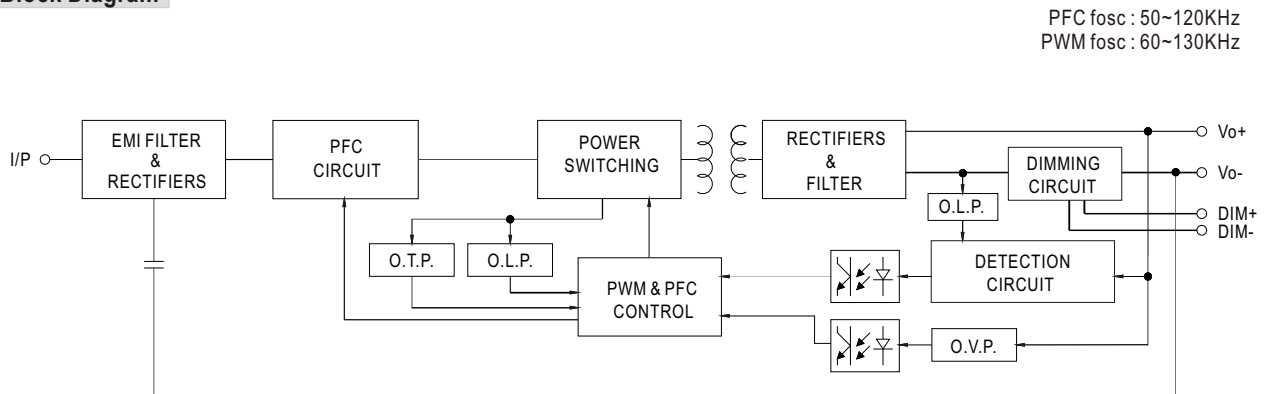 Block Diagram
PFC fosc : 50~120KHz
PWM fosc : 60~130KHz
I/P
EMI FILTER
&
RECTIFIERS
PFC
CIRCUIT
POWER
SWITCHING
RECTIFIERS
&
FILTER
DIMMING
CIRCUIT
Vo+
Vo-
DIM+
DIM-
O.L.P.
O.T.P.
O.L.P.
PWM & PFC
CONTROL
DETECTION
CIRCUIT
O.V.P.